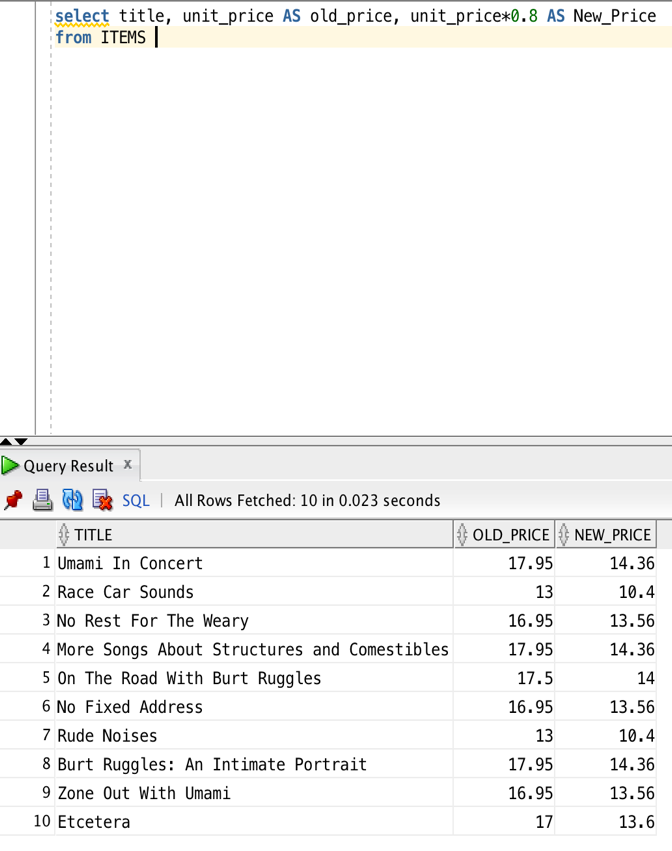 select title, unit_price AS old_price, unit_price*0.8 AS New_Price
from ITEMS
Query Result x
SQL | All Rows Fetched: 10 in 0.023 seconds
TITLE OLD_PRICE NEW_PRICE
1 Umami In Concert 17.95 14.36
2 Race Car Sounds 13 10.4
3 No Rest For The Weary 16.95 13.56
4 More Songs About Structures and Comestibles 17.95 14.36
5 On The Road With Burt Ruggles 17.5 14
6 No Fixed Address 16.95 13.56
7 Rude Noises 13 10.4
8 Burt Ruggles: An Intimate Portrait 17.95 14.36
9 Zone Out With Umami 16.95 13.56
10 Etcetera 17 13.6